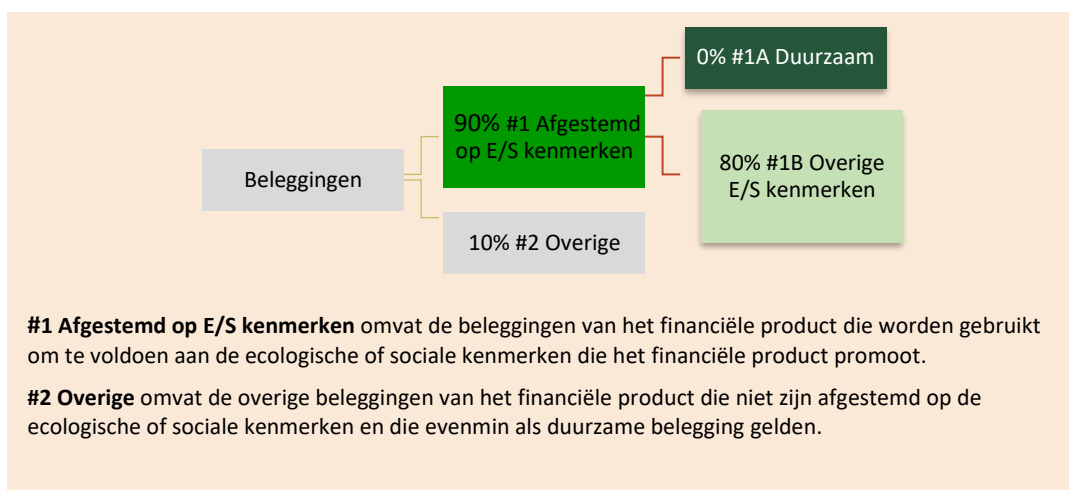 0% #1A Duurzaam
90% #1 Afgestemd
op E/S kenmerken
80% #1B Overige
E/S kenmerken
Beleggingen
10% #2 Overige
#1 Afgestemd op E/S kenmerken omvat de beleggingen van het financiële product die worden gebruikt
om te voldoen aan de ecologische of sociale kenmerken die het financiële product promoot.
#2 Overige omvat de overige beleggingen van het financiële product die niet zijn afgestemd op de
ecologische of sociale kenmerken en die evenmin als duurzame belegging gelden.